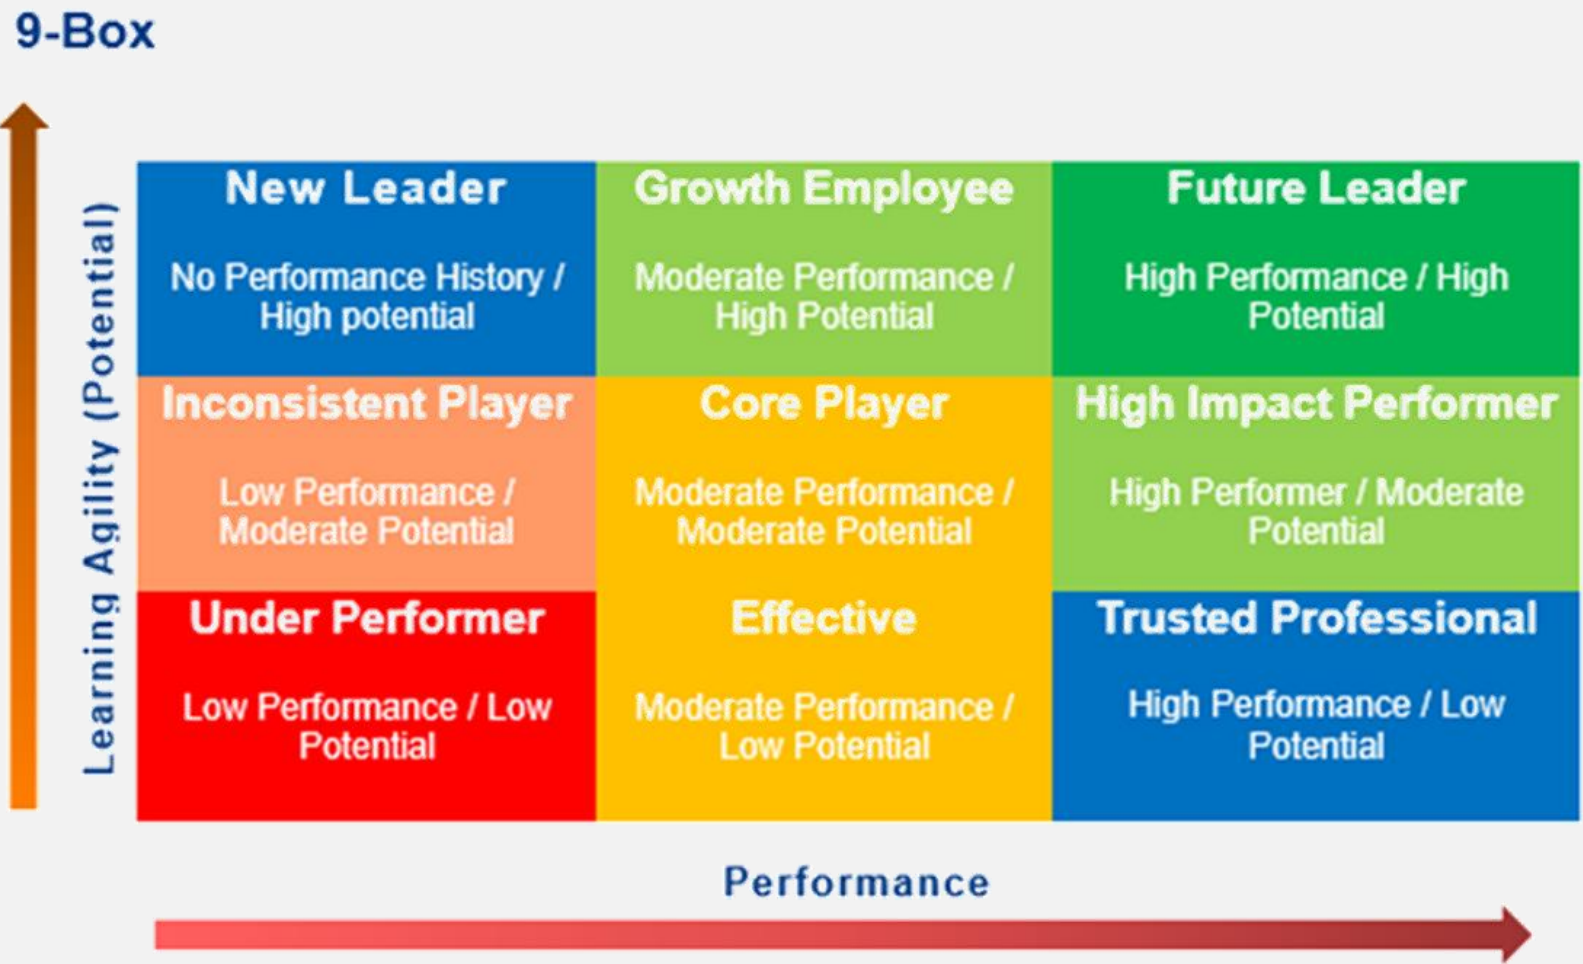 9-Box
Learning Agility (Potential)
New Leader
No Performance History /
High potential
Growth Employee
Moderate Performance /
High Potential
Future Leader
High Performance / High
Potential
Inconsistent Player
Low Performance /
Moderate Potential
Core Player
Moderate Performance /
Moderate Potential
High Impact Performer
High Performer / Moderate
Potential
Under Performer
Low Performance / Low
Potential
Effective
Moderate Performance /
Low Potential
Trusted Professional
High Performance / Low
Potential
Performance